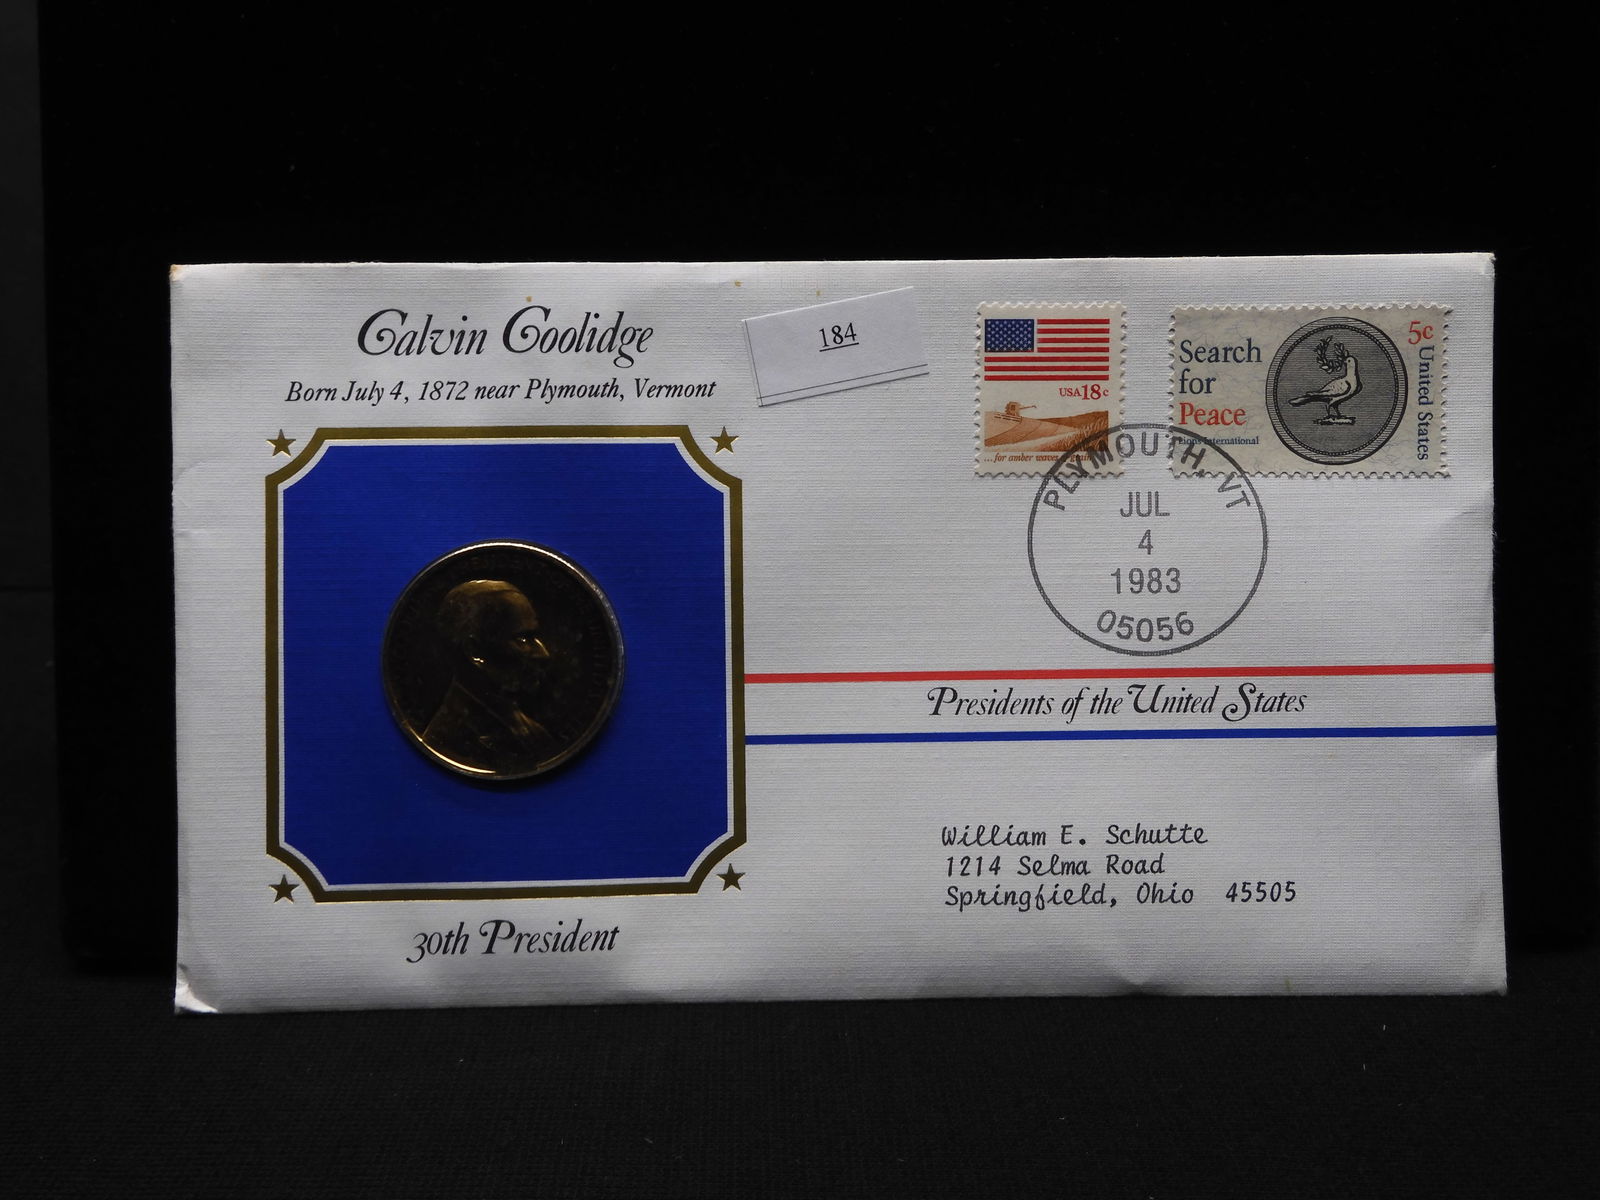 Calvin Coolidge
Born July 4, 1872 near Plymouth, Vermont
184
USA18c
...for amber waves of grain
Search
for
Peace
Lions International
5c
United States
PLYMOUTH, VT
JUL
4
1983
05056
Presidents of the United States
William E. Schutte
1214 Selma Road
Springfield, Ohio 45505
30th President